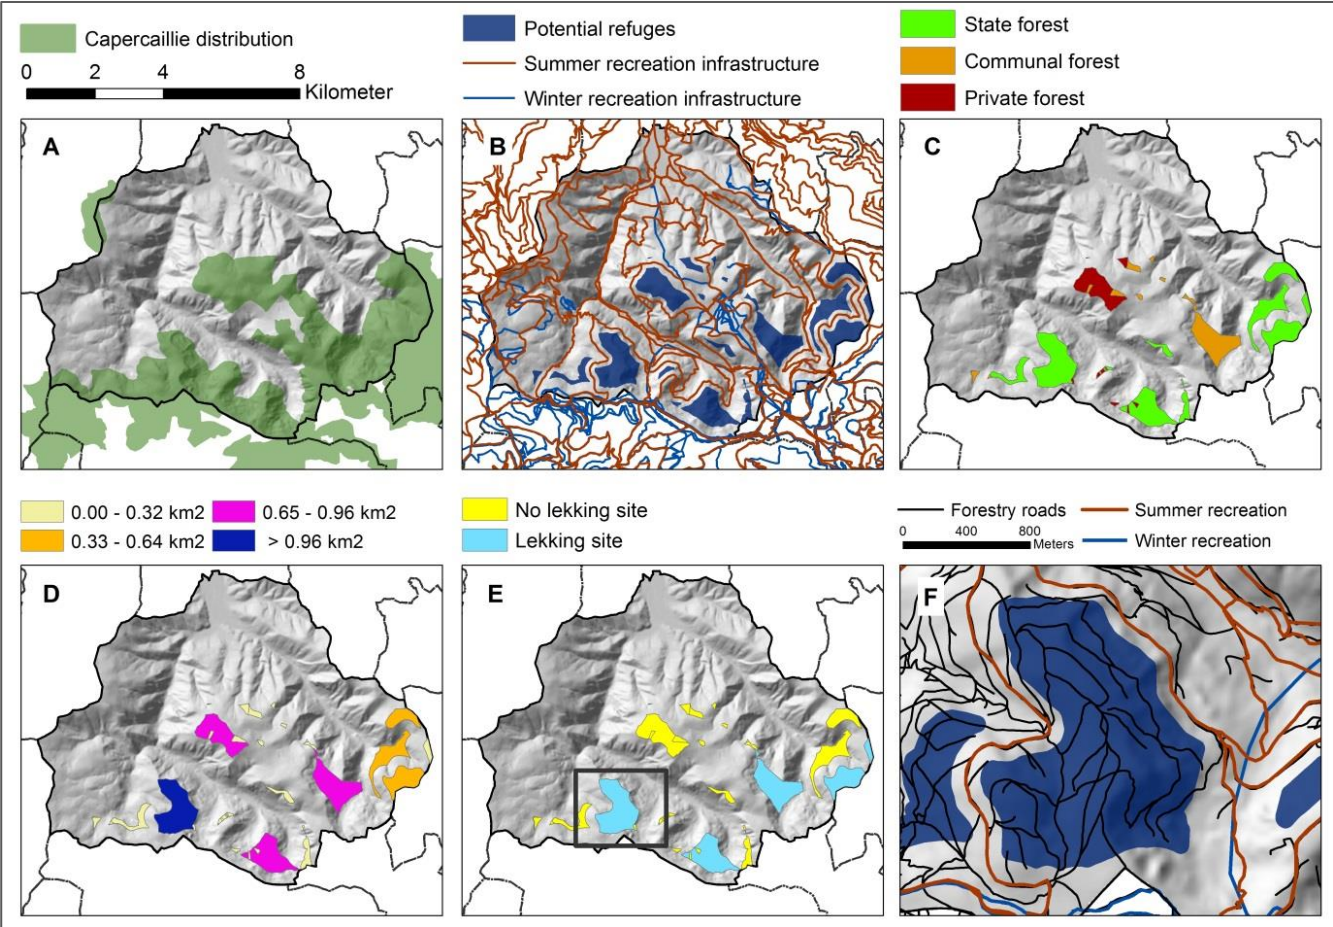 Capercaillie distribution
0 2 4 8
Kilometer
Potential refuges
Summer recreation infrastructure
Winter recreation infrastructure
State forest
Communal forest
Private forest
A
B
C
0.00 - 0.32 km2
0.65 - 0.96 km2
0.33 - 0.64 km2
> 0.96 km2
No lekking site
Lekking site
Forestry roads
Summer recreation
0 400 800
Meters
Winter recreation
D
E
F